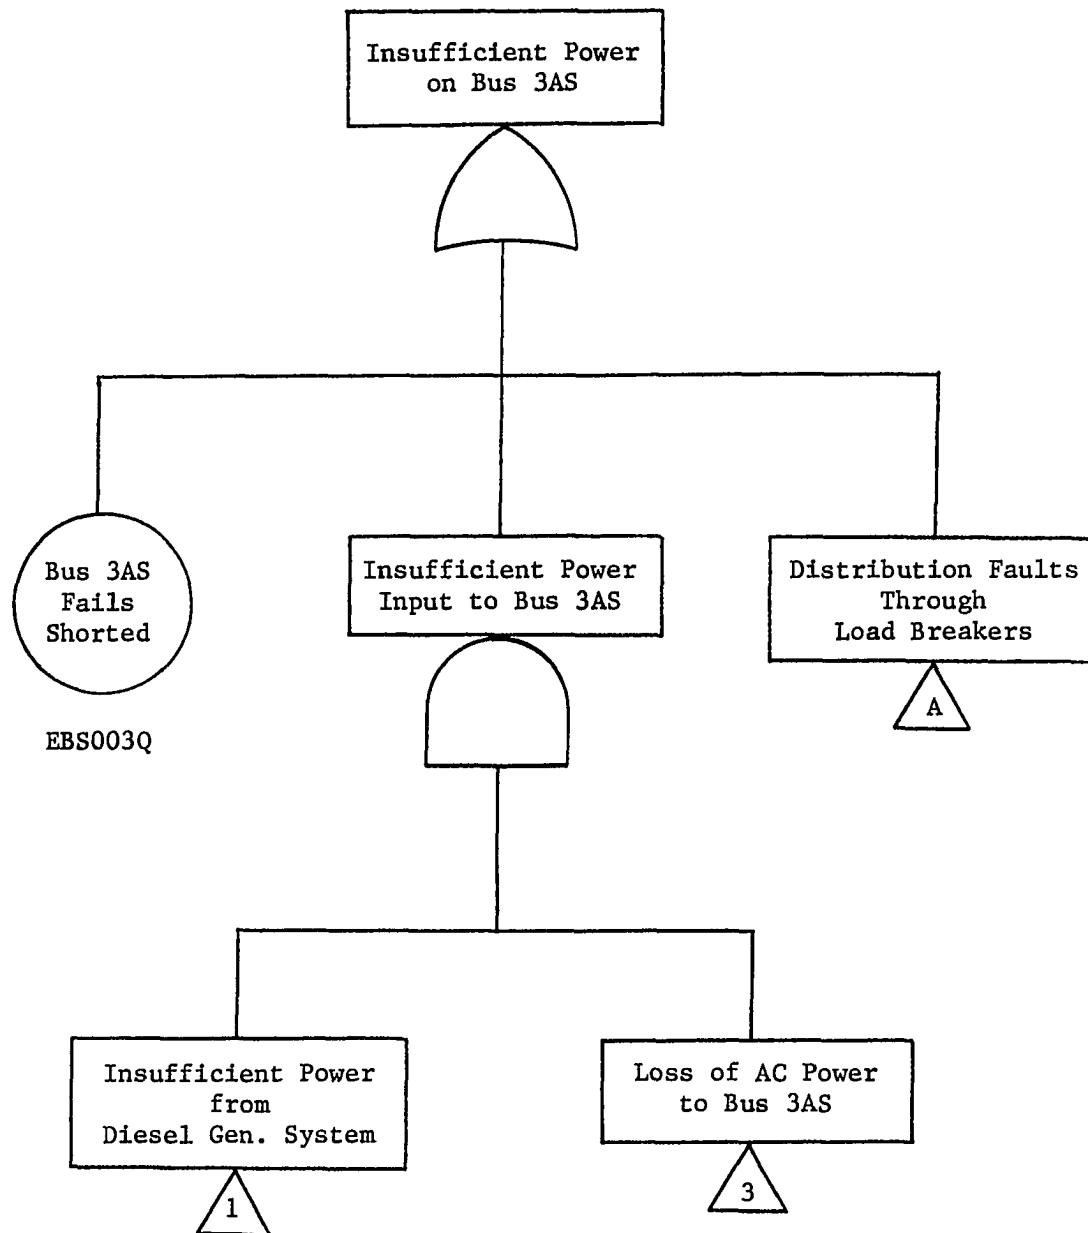 Insufficient Power
on Bus 3AS
Bus 3AS
Fails
Shorted
EBS003Q
Insufficient Power
Input to Bus 3AS
Distribution Faults
Through
Load Breakers
A
Insufficient Power
from
Diesel Gen. System
1
Loss of AC Power
to Bus 3AS
3